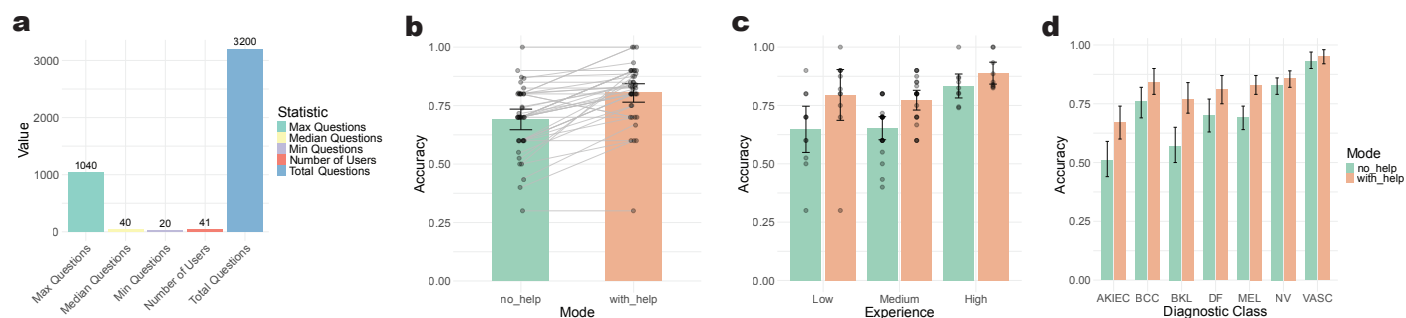 a
3200
3000
2000
1000
0
1040
40
20
41
Value
Max Questions
Median Questions
Min Questions
Number of Users
Total Questions
Statistic
Max Questions
Median Questions
Min Questions
Number of Users
Total Questions
b
1.00
0.75
0.50
0.25
0.00
Accuracy
no_help
with_help
Mode
c
1.00
0.75
0.50
0.25
0.00
Accuracy
Low
Medium
High
Experience
d
1.00
0.75
0.50
0.25
0.00
Accuracy
AKIEC
BCC
BKL
DF
MEL
NV
VASC
Diagnostic Class
Mode
no_help
with_help